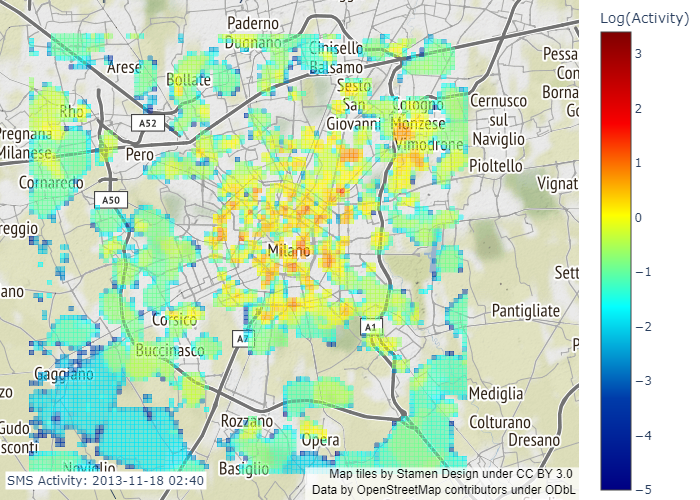 Log(Activity)
3
2
1
0
−1
−2
−3
−4
−5
Paderno
Dugnano
Cinisello
Balsamo
Arese
Bollate
Sesto
San
Giovanni
Rho
A52
Pero
Cologno
Monzese
Vimodrone
Cernusco
sul
Naviglio
Pioltello
Pessa
Con
Borna
Go
Pregnana
Milanese
Cornaredo
A50
Vignat
reggio
Milano
Sett
ano
Corsico
A7
A1
Pantigliate
P
Buccinasco
Gaggiano
zzo
Mediglia
Rozzano
Opera
Colturano
Dresano
Gudo
sconti
Noviglio
Basiglio
SMS Activity: 2013-11-18 02:40
Map tiles by Stamen Design under CC BY 3.0
Data by OpenStreetMap contributors under ODbL